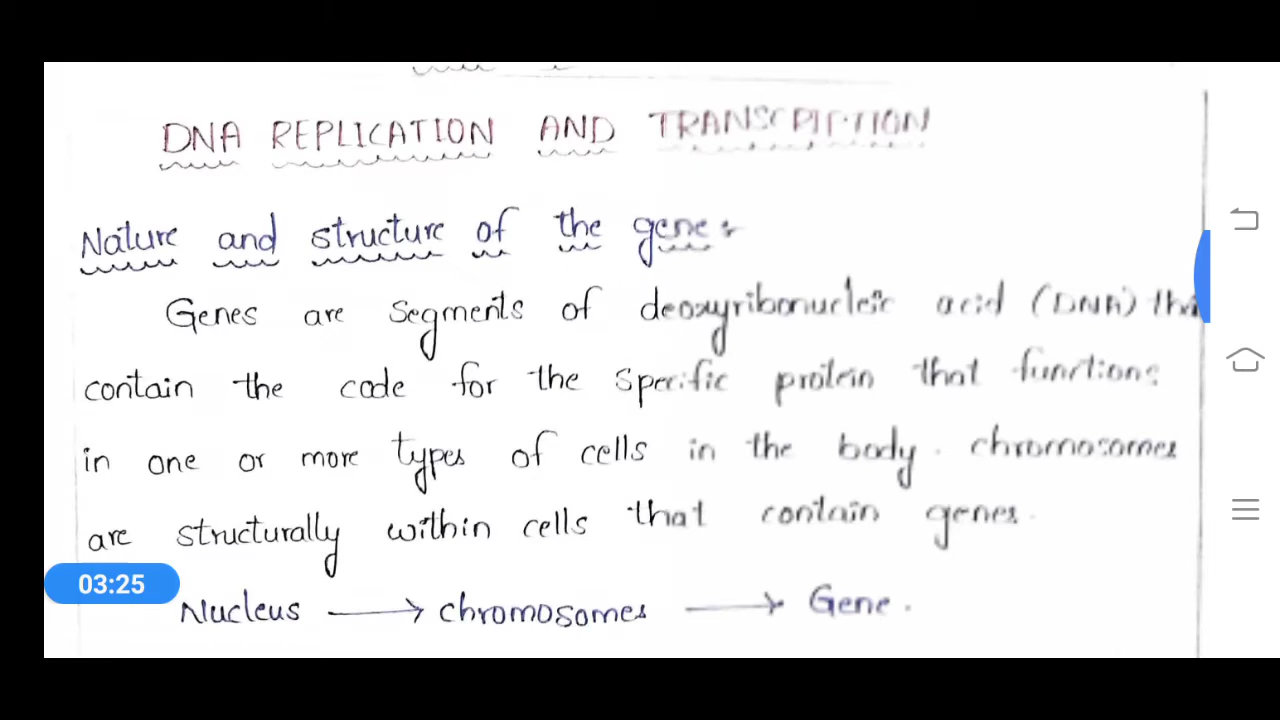 DNA REPLICATION AND TRANSCRIPTION
Nature and structure of the gene:
Genes are segments of deoxyribonucleic acid (DNA) tha
contain the code for the specific protein that functions
in one or more types of cells in the body. chromosomes
are structurally within cells that contain genes.
03:25
Nucleus → chromosomes → Gene.